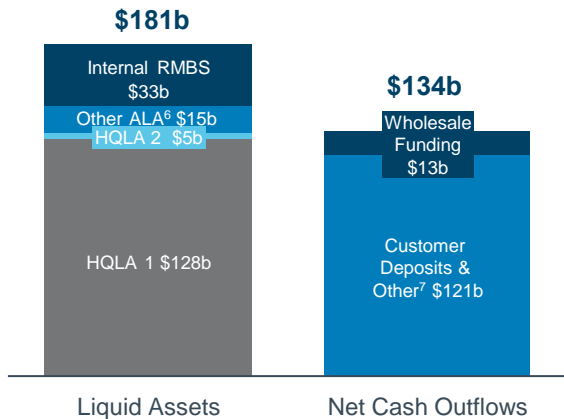 $181b
Internal RMBS
$33b
Other ALA⁶ $15b
HQLA 2 $5b
HQLA 1 $128b
Liquid Assets
$134b
Wholesale
Funding
$13b
Customer
Deposits &
Other⁷ $121b
Net Cash Outflows